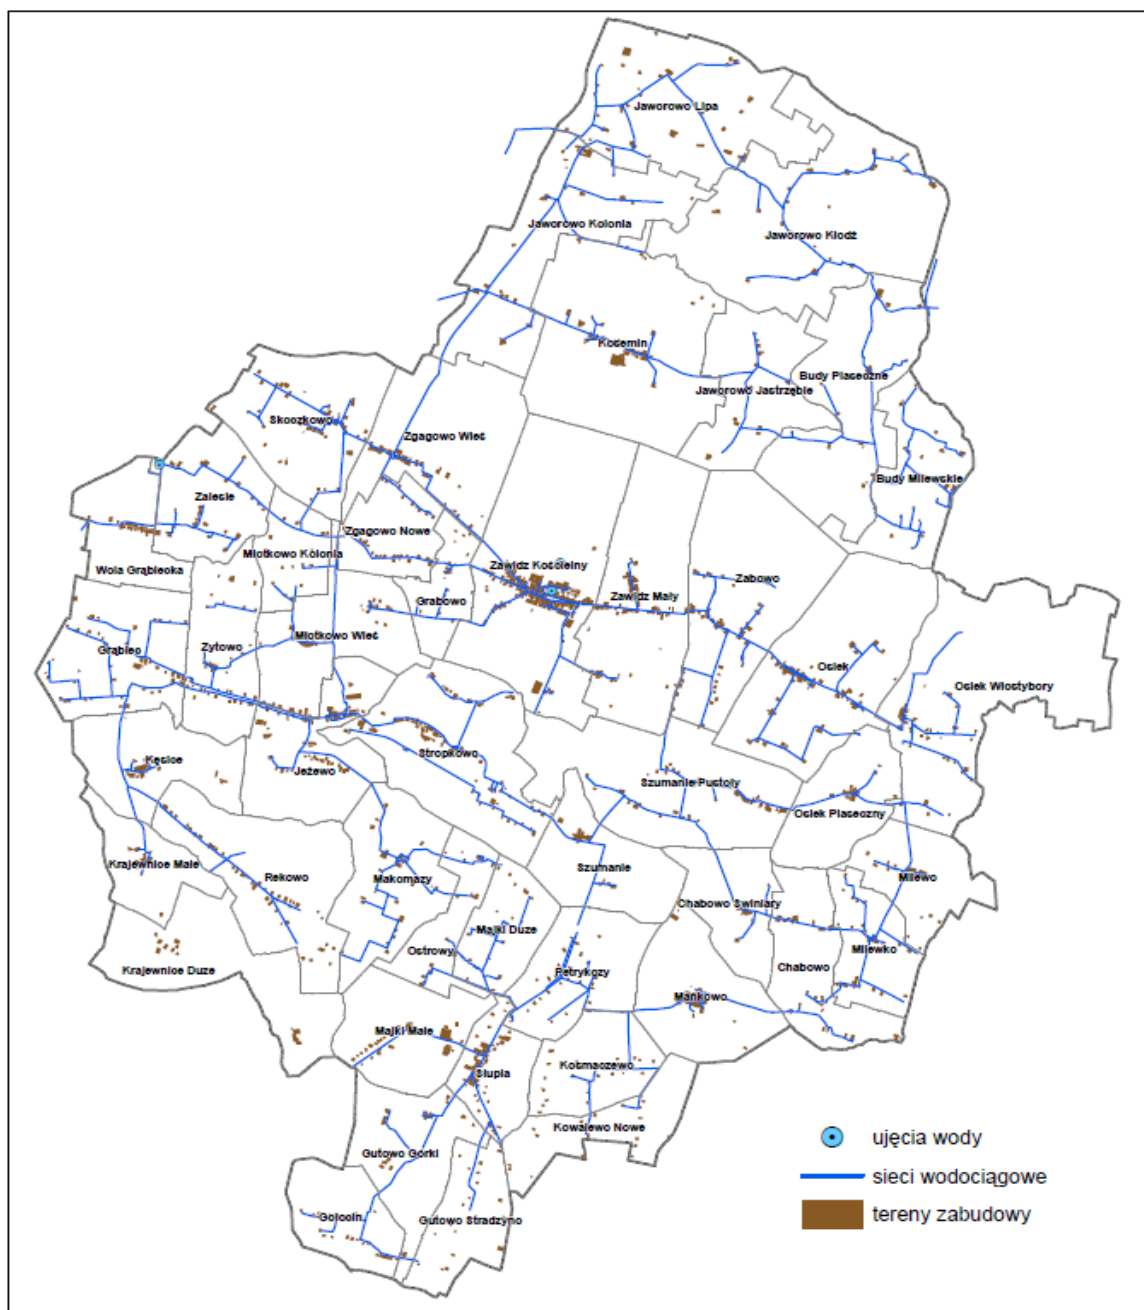 Jaworowo Lipa
Jaworowo Kolonia
Jaworowo Kłódź
Kosemin
Budy Piaseczne
Jaworowo Jastrzębie
Skoczkowo
Zgagowo Wieś
Budy Milewskie
Zalesie
Zgagowo Nowe
Młotkowo Kolonia
Wola Grąbiecka
Zawidz Kościelny
Zabowo
Grabowo
Zawidz Mały
Młotkowo Wieś
Żytowo
Grąbiec
Osiek
Osiek Włostybory
Stropkowo
Kęsice
Jeżewo
Szumanie Pustoły
Osiek Piaseczny
Krajewnice Małe
Rekowo
Makomazy
Szumanie
Milewo
Chabowo Świniary
Majki Duże
Ostrowy
Milewko
Krajewnice Duże
Petrykozy
Chabowo
Mańkowo
Majki Małe
Słupia
Kosmaczewo
Kowalewo Nowe
Gutowo Górki
Gołocin
Gutowo Stradzyno
ujęcia wody
sieci wodociągowe
tereny zabudowy